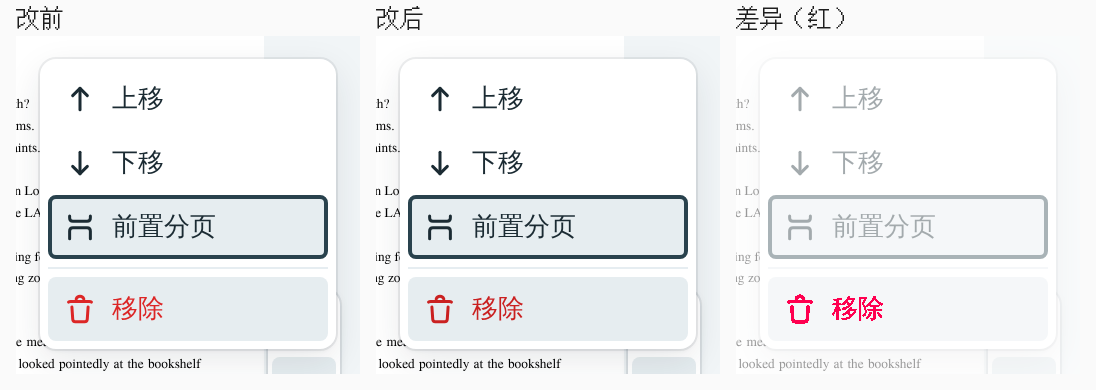 改前
改后
差异（红）
h?
上移
ms.
ints.
下移
n Lo
e LA
前置分页
ing fo
g zo
移除
e me
looked pointedly at the bookshelf
h?
上移
ms.
ints.
下移
n Lo
e LA
前置分页
ing fo
g zo
移除
e me
looked pointedly at the bookshelf
h?
上移
ms.
ints.
下移
n Lo
e LA
前置分页
ing fo
g zo
移除
e me
looked pointedly at the bookshelf